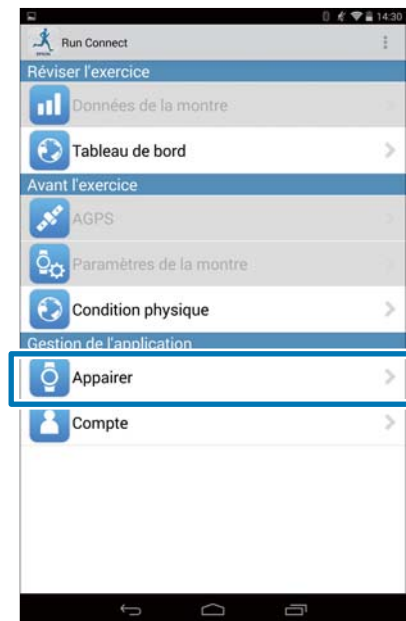 14:30
EPSON
Run Connect
Réviser l'exercice
Données de la montre
Tableau de bord
Avant l'exercice
AGPS
Paramètres de la montre
Condition physique
Gestion de l'application
Appairer
Compte